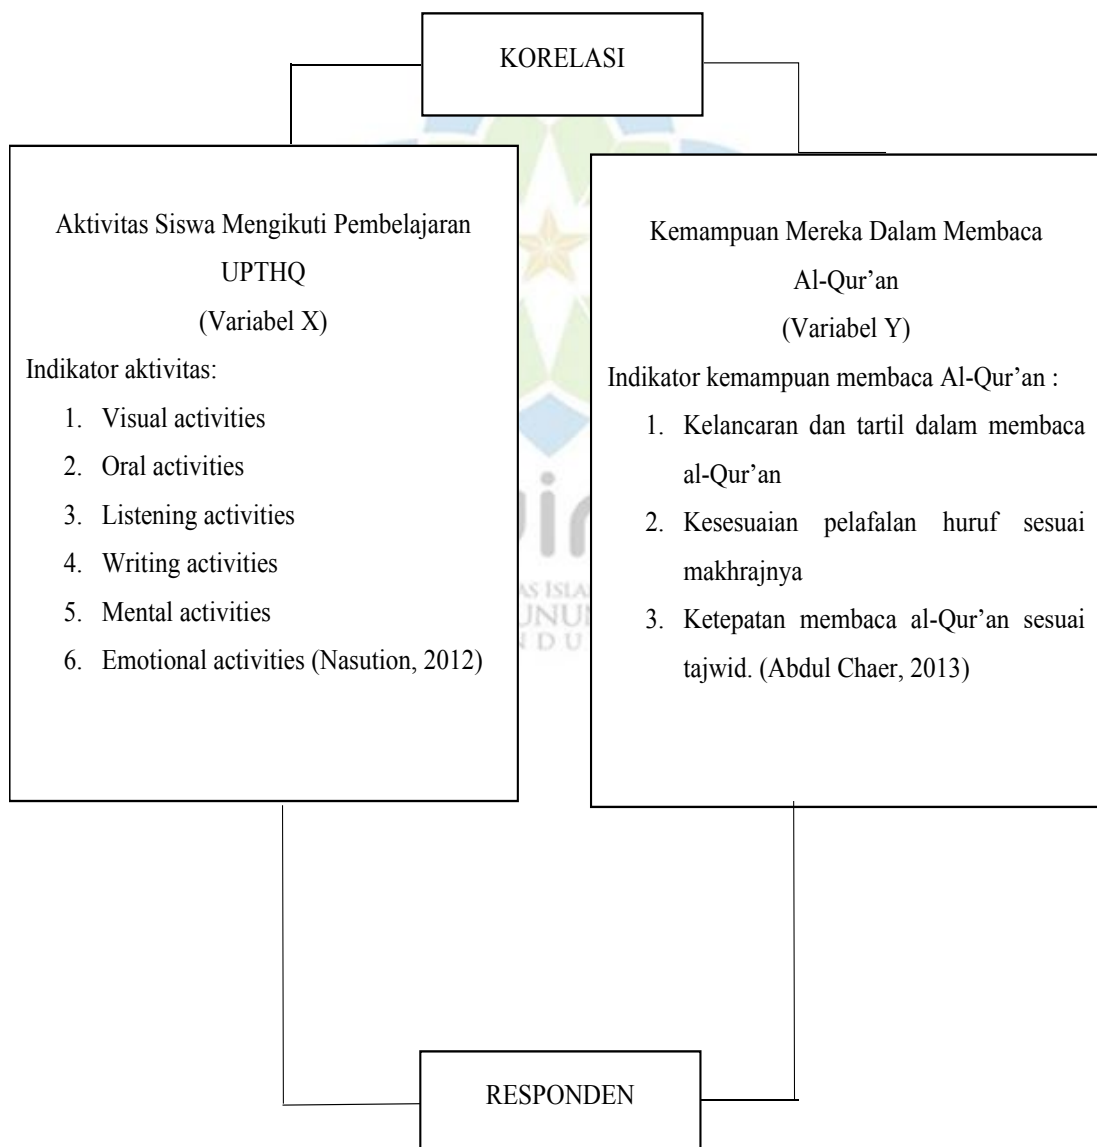 KORELASI
Aktivitas Siswa Mengikuti Pembelajaran
UPTHQ
(Variabel X)
Indikator aktivitas:
1. Visual activities
2. Oral activities
3. Listening activities
4. Writing activities
5. Mental activities
6. Emotional activities (Nasution, 2012)
Kemampuan Mereka Dalam Membaca
Al-Qur’an
(Variabel Y)
Indikator kemampuan membaca Al-Qur’an :
1. Kelancaran dan tartil dalam membaca
al-Qur’an
2. Kesesuaian pelafalan huruf sesuai
makhrajnya
3. Ketepatan membaca al-Qur’an sesuai
tajwid. (Abdul Chaer, 2013)
RESPONDEN